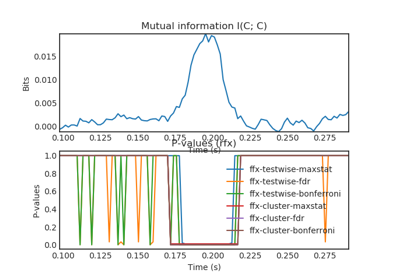 Mutual information I(C; C)
0.015
0.010
0.005
0.000
Bits
0.100 0.125 0.150 0.175 0.200 0.225 0.250 0.275
Time (s)
P-values (ffx)
1.0
0.8
0.6
0.4
0.2
0.0
P-values
ffx-testwise-maxstat
ffx-testwise-fdr
ffx-testwise-bonferroni
ffx-cluster-maxstat
ffx-cluster-fdr
ffx-cluster-bonferroni
0.100 0.125 0.150 0.175 0.200 0.225 0.250 0.275
Time (s)